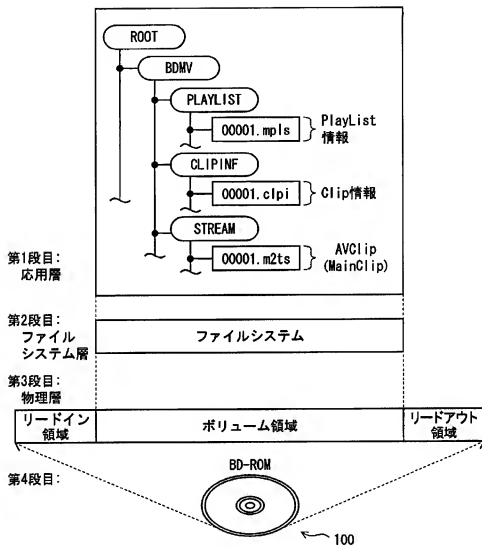 ROOT
BDMV
PLAYLIST
00001.mpls
PlayList
情報
CLIPINF
00001.clpi
Clip情報
STREAM
00001.m2ts
AVClip
(MainClip)
第1段目:
応用層
第2段目:
ファイル
システム層
ファイルシステム
第3段目:
物理層
リードイン
領域
ボリューム領域
リードアウト
領域
第4段目:
BD-ROM
100